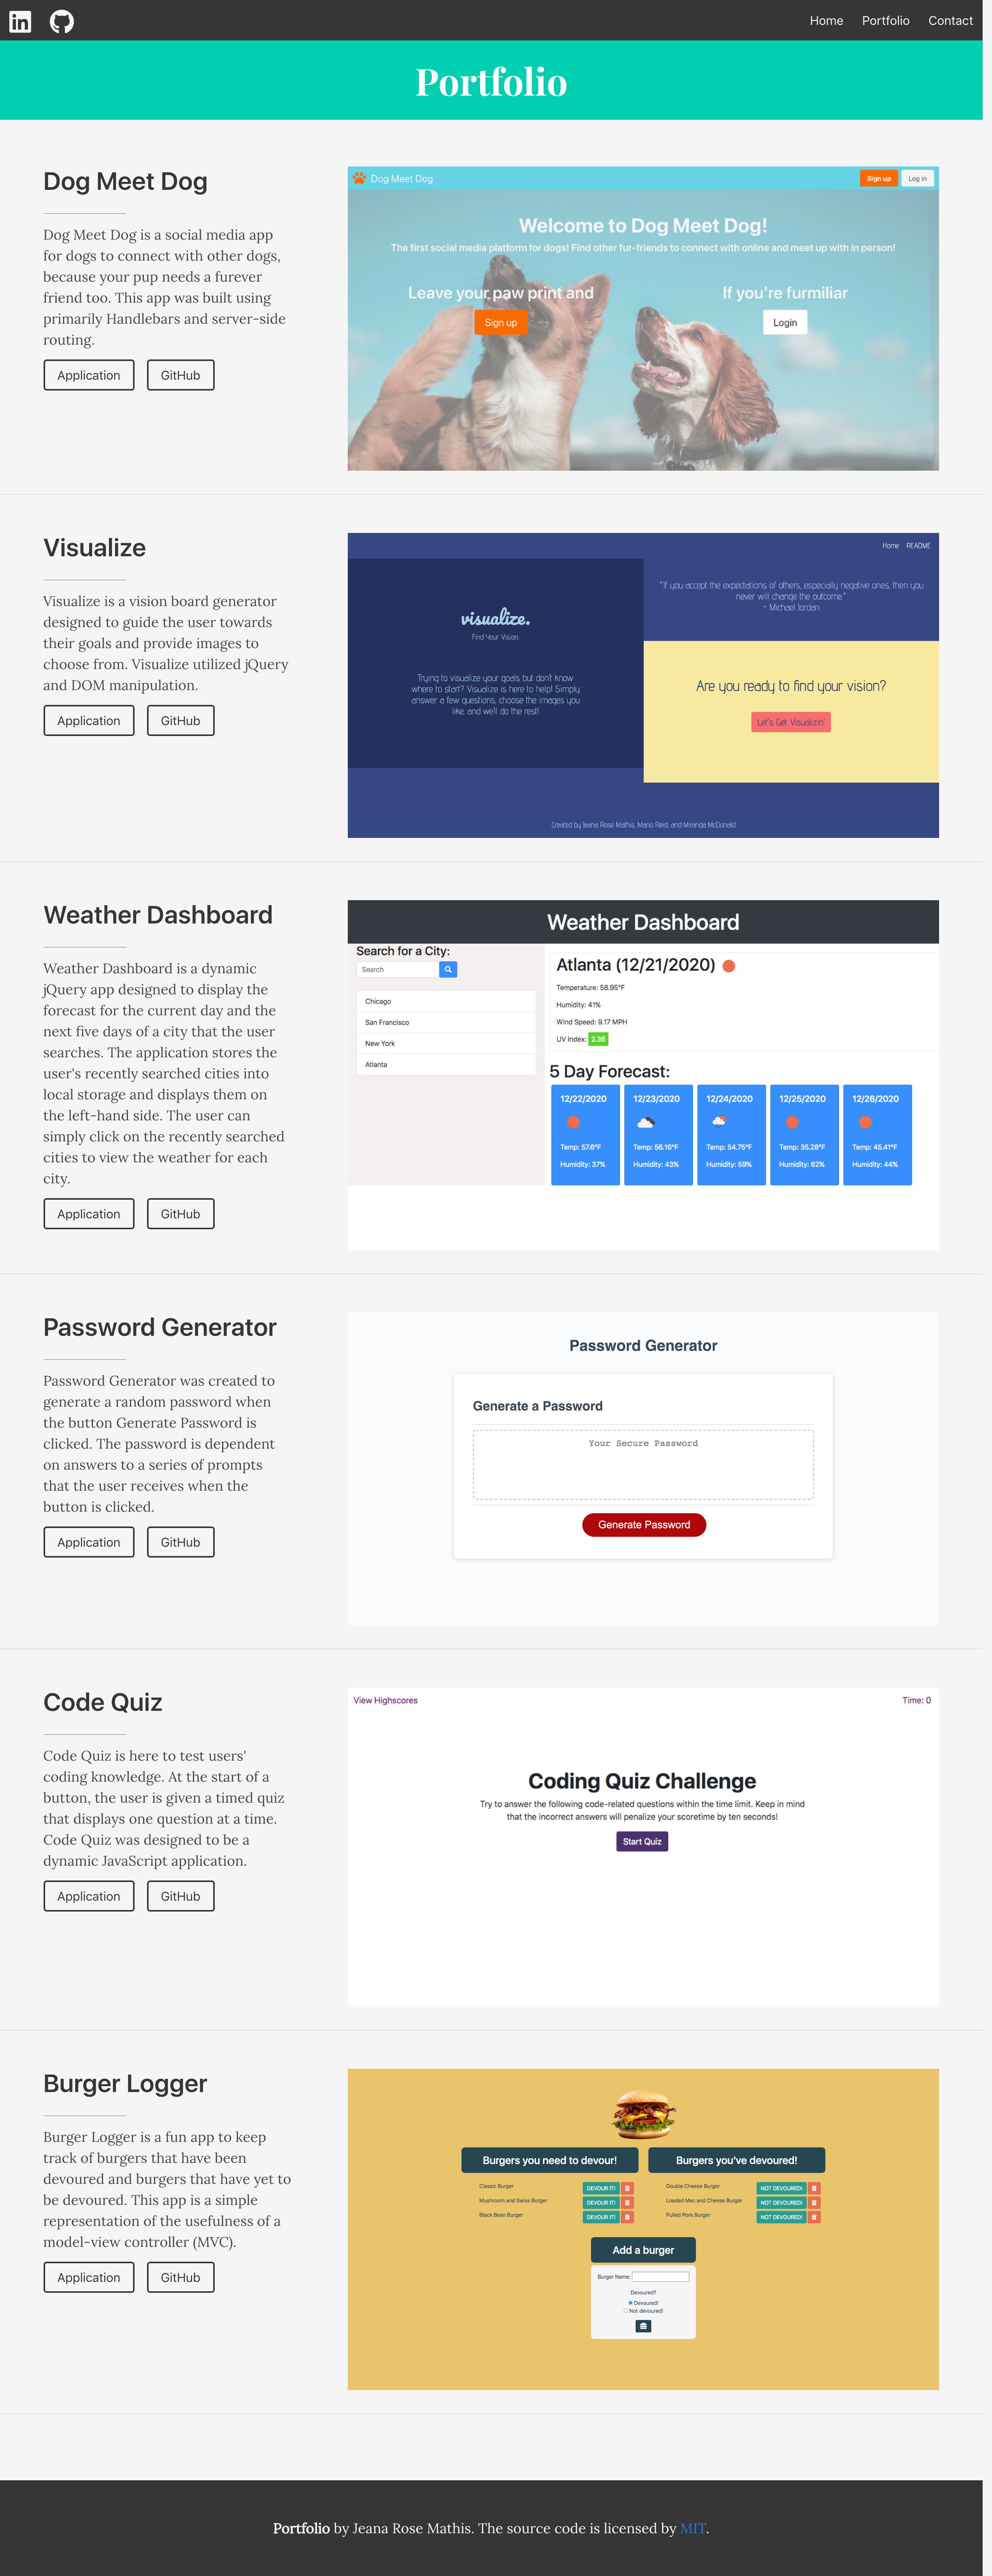 Home Portfolio Contact
Portfolio
Dog Meet Dog
Dog Meet Dog is a social media app
for dogs to connect with other dogs,
because your pup needs a furever
friend too. This app was built using
primarily Handlebars and server-side
routing.
Application GitHub
Dog Meet Dog Sign up Log in
Welcome to Dog Meet Dog!
The first social media platform for dogs! Find other fur-friends to connect with online and meet up with in person!
Leave your paw print and
Sign up
If you're furmiliar
Login
Visualize
Visualize is a vision board generator
designed to guide the user towards
their goals and provide images to
choose from. Visualize utilized jQuery
and DOM manipulation.
Application GitHub
Home README
visualize.
Find Your Vision
Trying to visualize your goals but don't know
where to start? Visualize is here to help! Simply
answer a few questions, choose the images you
like, and we'll do the rest!
"If you accept the expectations of others, especially negative ones, then you
never will change the outcome."
- Michael Jordan
Are you ready to find your vision?
Let's Get Visualizin'
Created by Jeana Rose Mathis, Mario Reid, and Miranda McDonald
Weather Dashboard
Weather Dashboard is a dynamic
jQuery app designed to display the
forecast for the current day and the
next five days of a city that the user
searches. The application stores the
user's recently searched cities into
local storage and displays them on
the left-hand side. The user can
simply click on the recently searched
cities to view the weather for each
city.
Application GitHub
Weather Dashboard
Search for a City:
Search
Chicago
San Francisco
New York
Atlanta
Atlanta (12/21/2020)
Temperature: 58.95°F
Humidity: 41%
Wind Speed: 9.17 MPH
UV Index: 2.36
5 Day Forecast:
12/22/2020 12/23/2020 12/24/2020 12/25/2020 12/26/2020
Temp: 57.6°F Temp: 56.16°F Temp: 54.75°F Temp: 35.28°F Temp: 45.41°F
Humidity: 37% Humidity: 43% Humidity: 59% Humidity: 62% Humidity: 44%
Password Generator
Password Generator was created to
generate a random password when
the button Generate Password is
clicked. The password is dependent
on answers to a series of prompts
that the user receives when the
button is clicked.
Application GitHub
Password Generator
Generate a Password
Your Secure Password
Generate Password
Code Quiz
Code Quiz is here to test users'
coding knowledge. At the start of a
button, the user is given a timed quiz
that displays one question at a time.
Code Quiz was designed to be a
dynamic JavaScript application.
Application GitHub
View Highscores Time: 0
Coding Quiz Challenge
Try to answer the following code-related questions within the time limit. Keep in mind
that the incorrect answers will penalize your scoretime by ten seconds!
Start Quiz
Burger Logger
Burger Logger is a fun app to keep
track of burgers that have been
devoured and burgers that have yet to
be devoured. This app is a simple
representation of the usefulness of a
model-view controller (MVC).
Application GitHub
Burgers you need to devour!
Classic Burger DEVOUR IT!
Mushroom and Swiss Burger DEVOUR IT!
Black Bean Burger DEVOUR IT!
Burgers you've devoured!
Double Cheese Burger NOT DEVOURED!
Loaded Mac and Cheese Burger NOT DEVOURED!
Pulled Pork Burger NOT DEVOURED!
Add a burger
Burger Name:
Devoured?
Devoured!
Not devoured!
Portfolio by Jeana Rose Mathis. The source code is licensed by MIT.